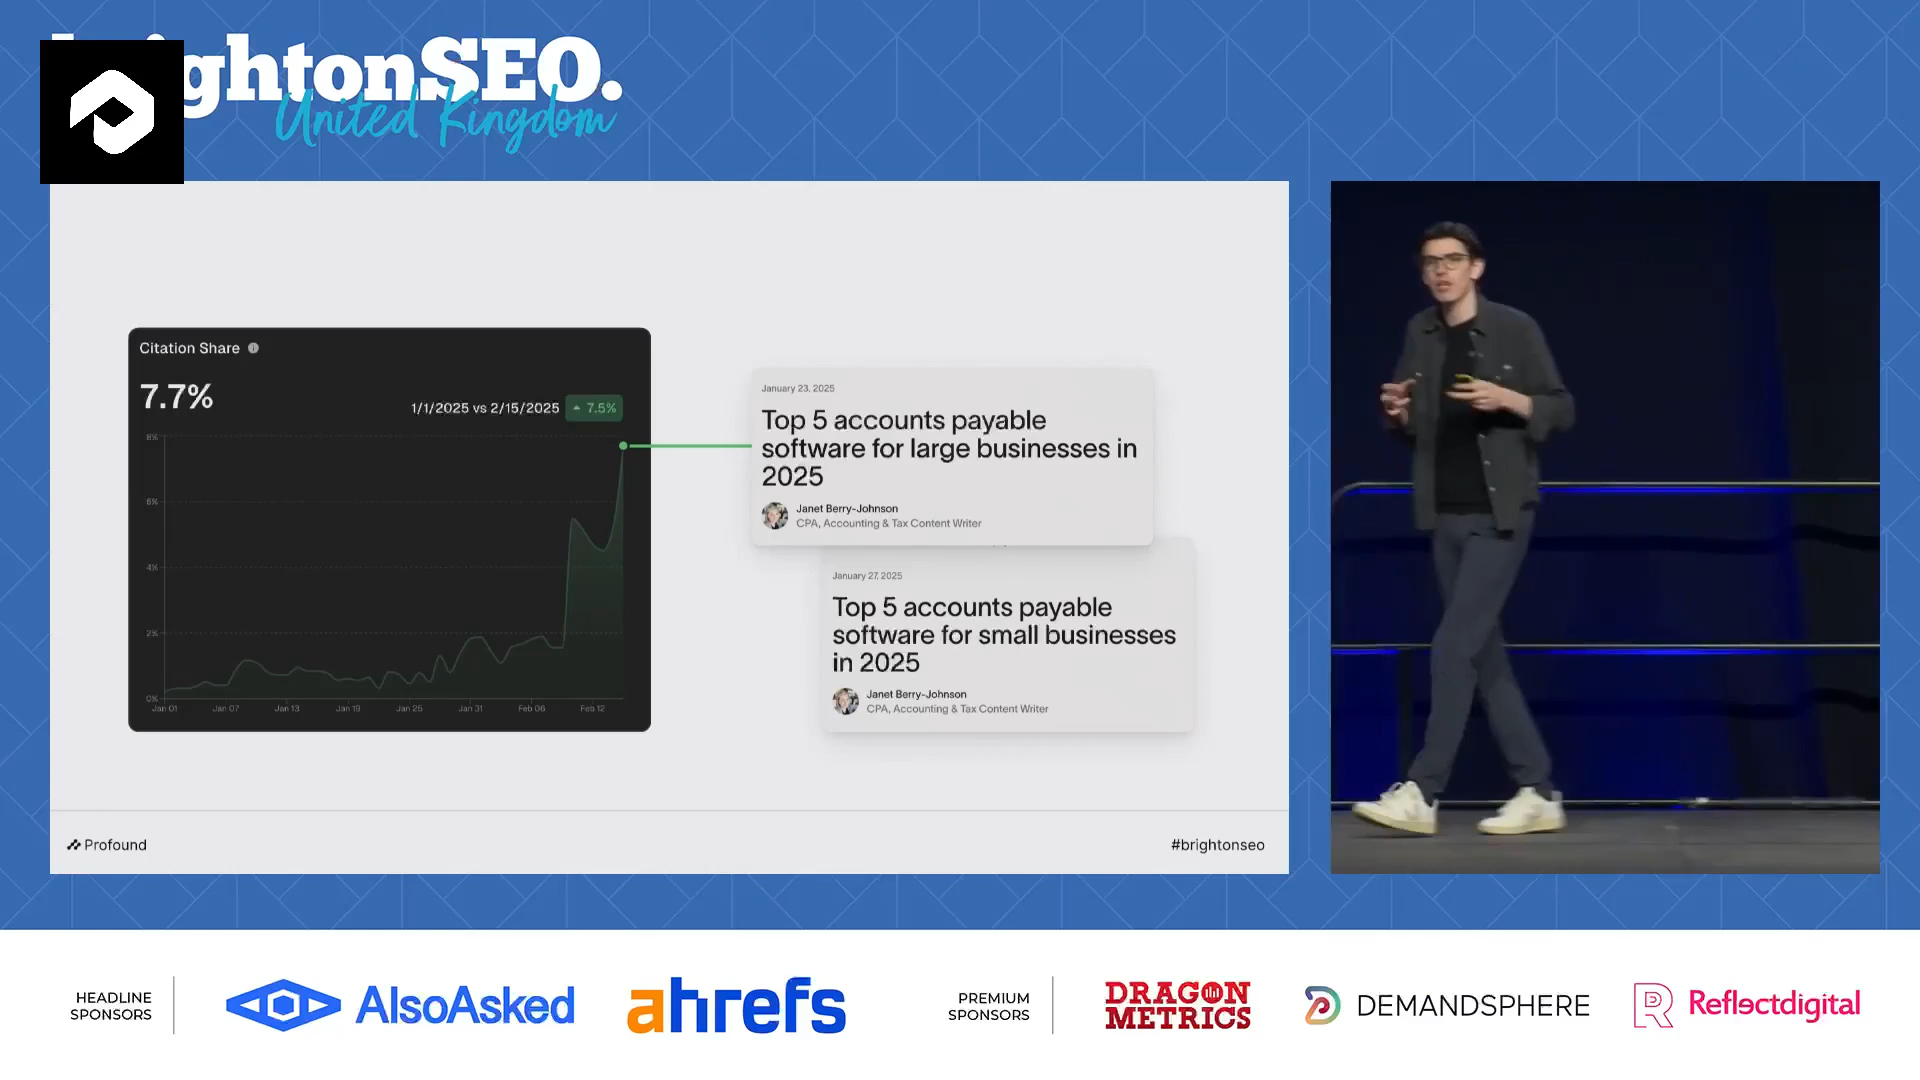 ightonSEO.
United Kingdom
Citation Share
7.7%
1/1/2025 vs 2/15/2025
7.5%
8%
6%
4%
2%
0%
Jan 01
Jan 07
Jan 13
Jan 19
Jan 25
Jan 31
Feb 06
Feb 12
January 23, 2025
Top 5 accounts payable
software for large businesses in
2025
Janet Berry-Johnson
CPA, Accounting & Tax Content Writer
January 27, 2025
Top 5 accounts payable
software for small businesses
in 2025
Janet Berry-Johnson
CPA, Accounting & Tax Content Writer
Profound
#brightonseo
HEADLINE
SPONSORS
AlsoAsked
ahrefs
PREMIUM
SPONSORS
DRAGON
METRICS
DEMANDSPHERE
Reflectdigital